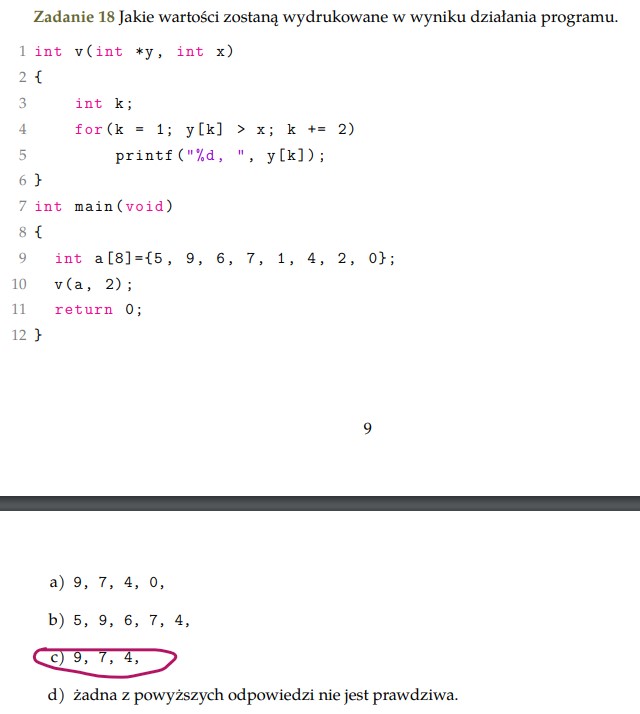 Zadanie 18 Jakie wartości zostaną wydrukowane w wyniku działania programu.
1 int v(int *y, int x)
2 {
3     int k;
4     for(k = 1; y[k] > x; k += 2)
5         printf("%d, ", y[k]);
6 }
7 int main(void)
8 {
9   int a[8]={5, 9, 6, 7, 1, 4, 2, 0};
10   v(a, 2);
11   return 0;
12 }
9
a) 9, 7, 4, 0,
b) 5, 9, 6, 7, 4,
c) 9, 7, 4,
d) żadna z powyższych odpowiedzi nie jest prawdziwa.